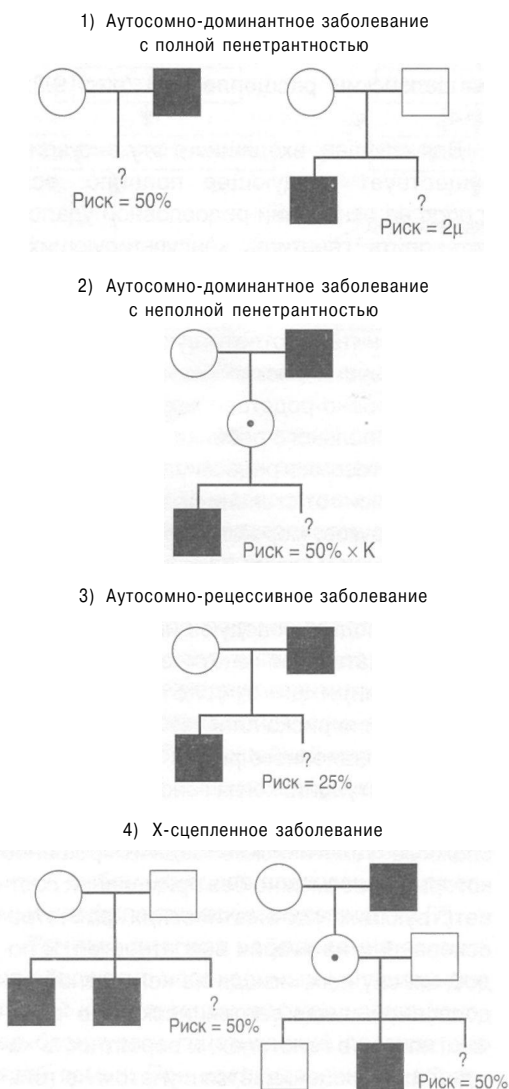 1) Аутосомно-доминантное заболевание
с полной пенетрантностью
?
Риск = 50%
?
Риск = 2μ
2) Аутосомно-доминантное заболевание
с неполной пенетрантностью
?
Риск = 50% × К
3) Аутосомно-рецессивное заболевание
?
Риск = 25%
4) Х-сцепленное заболевание
?
Риск = 50%
?
Риск = 50%